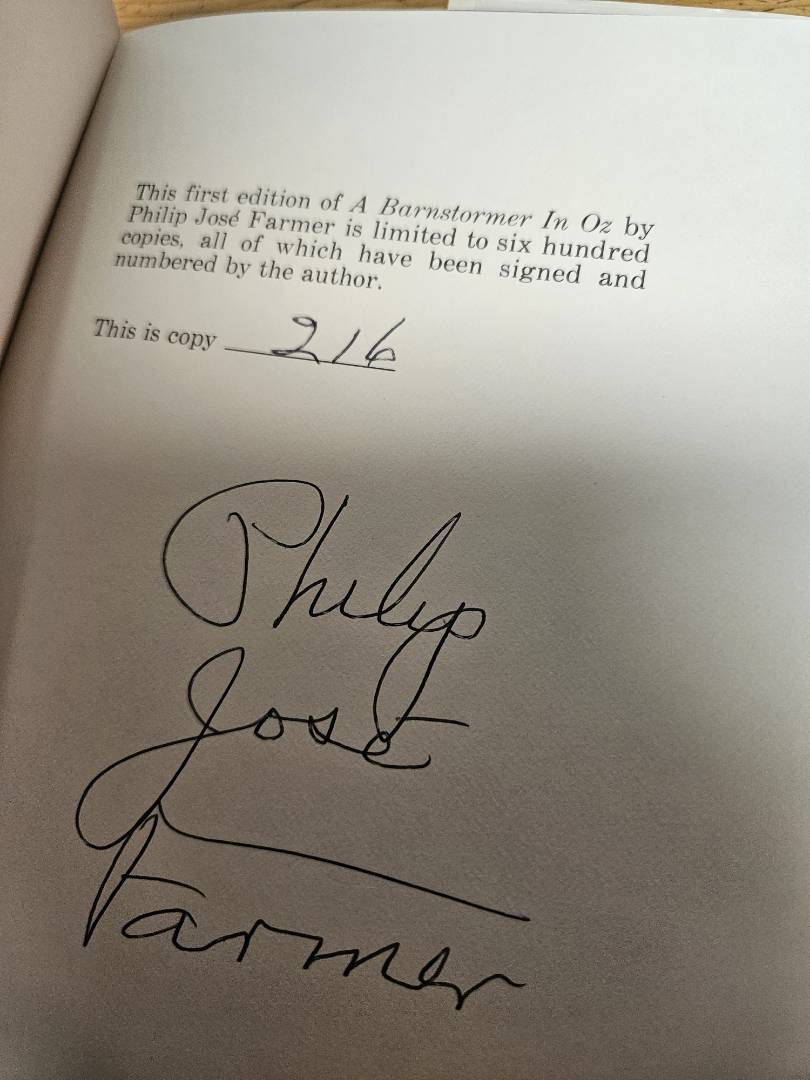 This first edition of A Barnstormer In Oz by
Philip José Farmer is limited to six hundred
copies, all of which have been signed and
numbered by the author.
This is copy 216
Philip
José
Farmer